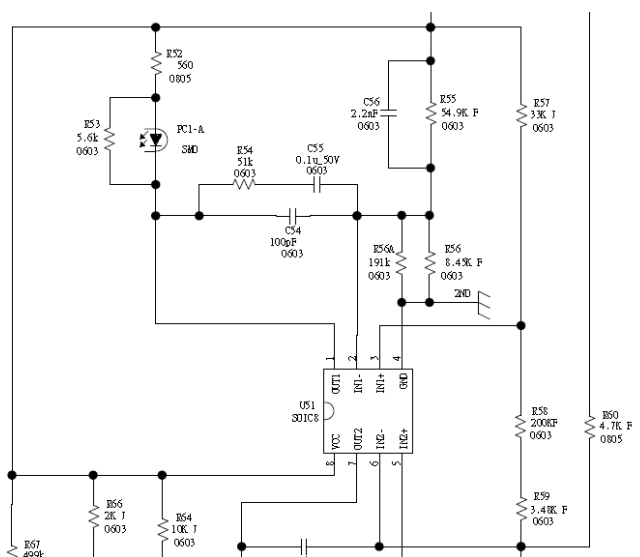 R52
560
0805
R53
5.6k
0603
PC1-A
SMD
R54
51k
0603
C55
0.1u_50V
0603
C54
100pF
0603
C56
2.2nF
0603
R55
54.9K F
0603
R57
33K J
0603
R56A
191k
0603
R56
8.45K F
0603
2ND
1
2
3
4
OUT1
IN1-
IN1+
GND
U51
SOIC8
VCC
OUT2
IN2-
IN2+
8
7
6
5
R58
200KF
0603
R60
4.7K F
0805
R59
3.48K F
0603
R66
2K J
0603
R64
10K J
0603
R67
499k